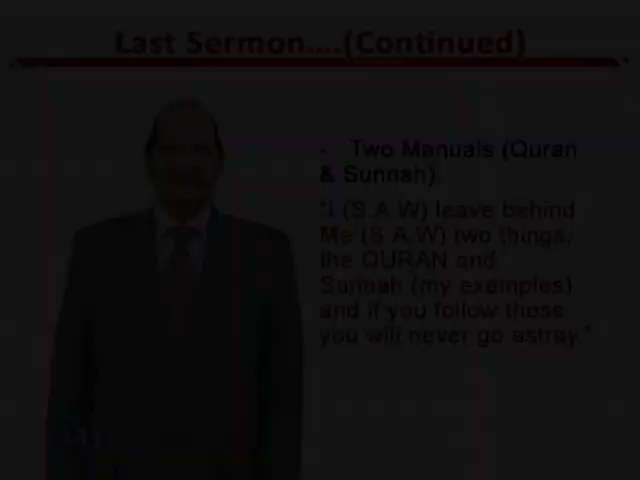 Last Sermon....(Continued)
- Two Manuals (Quran
& Sunnah).
"I (S.A.W) leave behind
Me (S.A.W) two things,
the QURAN and
Sunnah (my examples)
and if you follow these
you will never go astray."